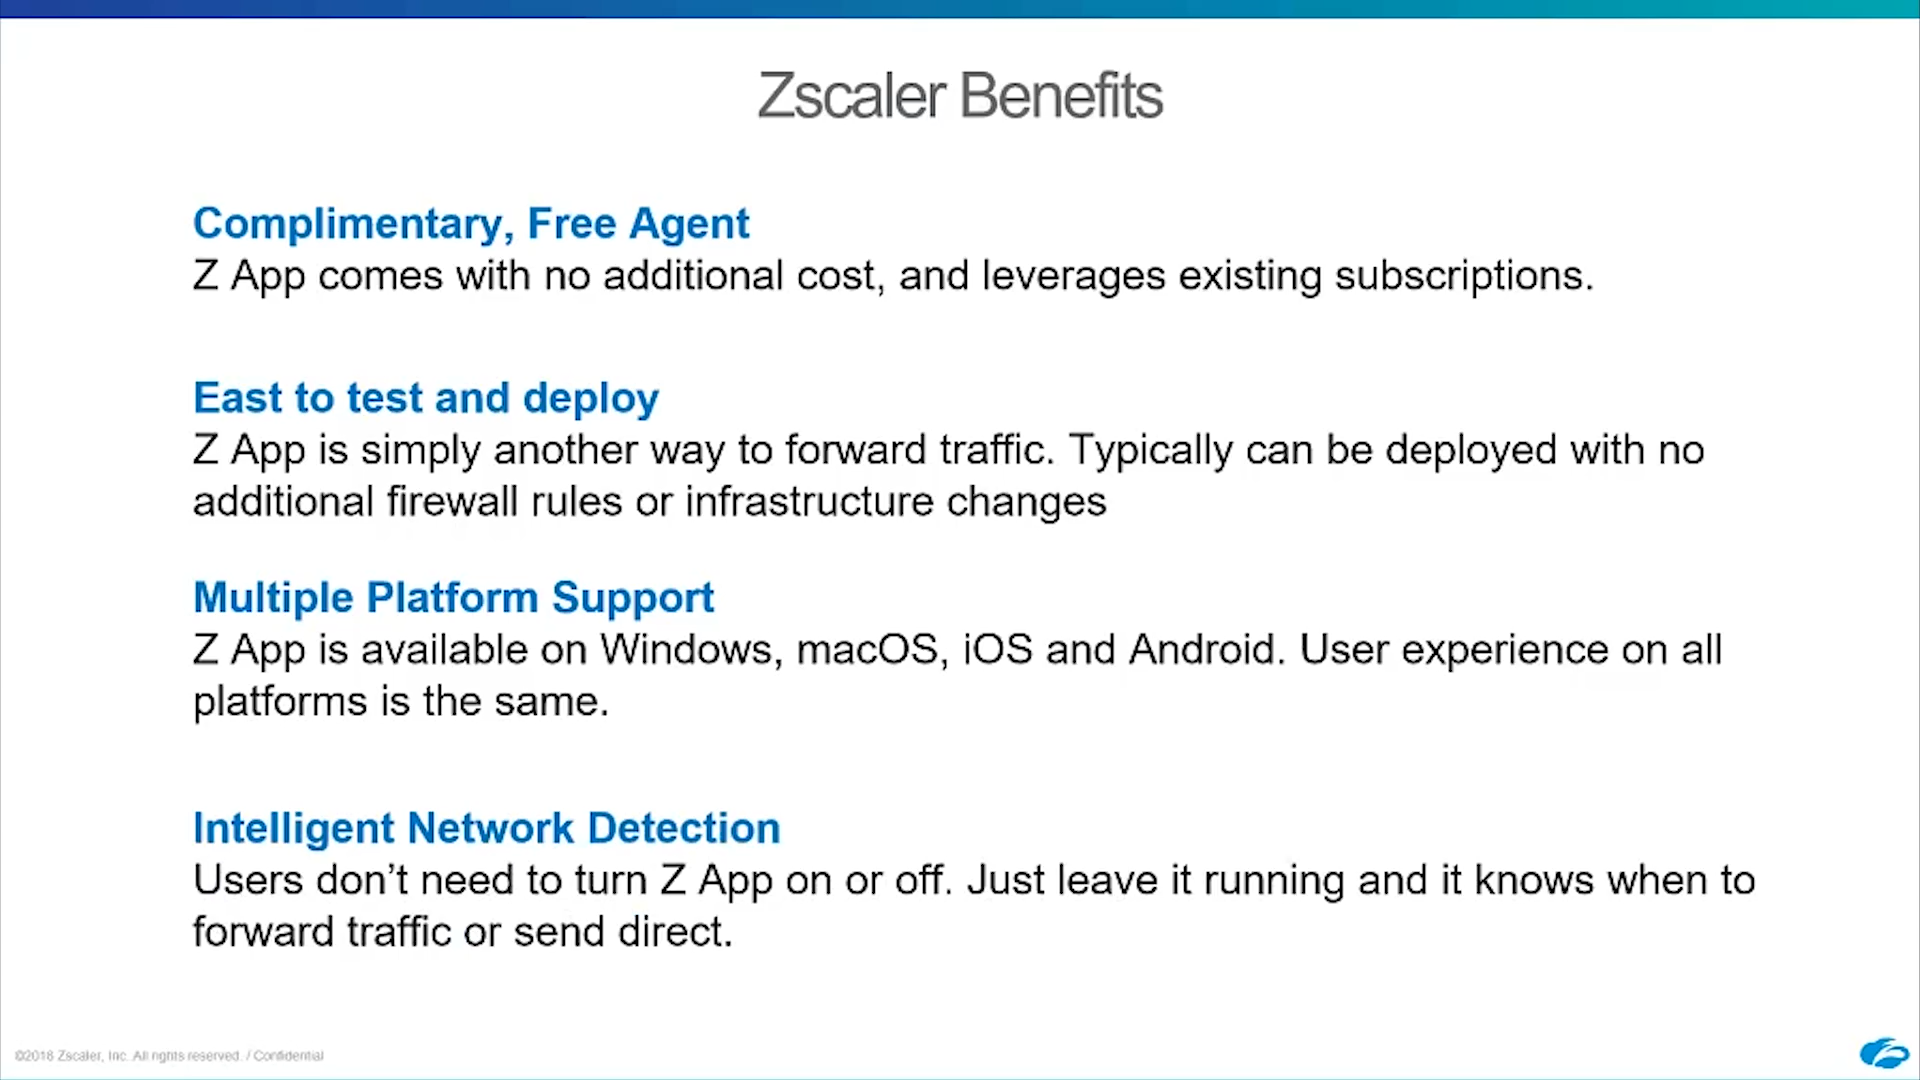 Zscaler Benefits
Complimentary, Free Agent
Z App comes with no additional cost, and leverages existing subscriptions.
East to test and deploy
Z App is simply another way to forward traffic. Typically can be deployed with no
additional firewall rules or infrastructure changes
Multiple Platform Support
Z App is available on Windows, macOS, iOS and Android. User experience on all
platforms is the same.
Intelligent Network Detection
Users don’t need to turn Z App on or off. Just leave it running and it knows when to
forward traffic or send direct.
©2018 Zscaler, Inc. All rights reserved. / Confidential